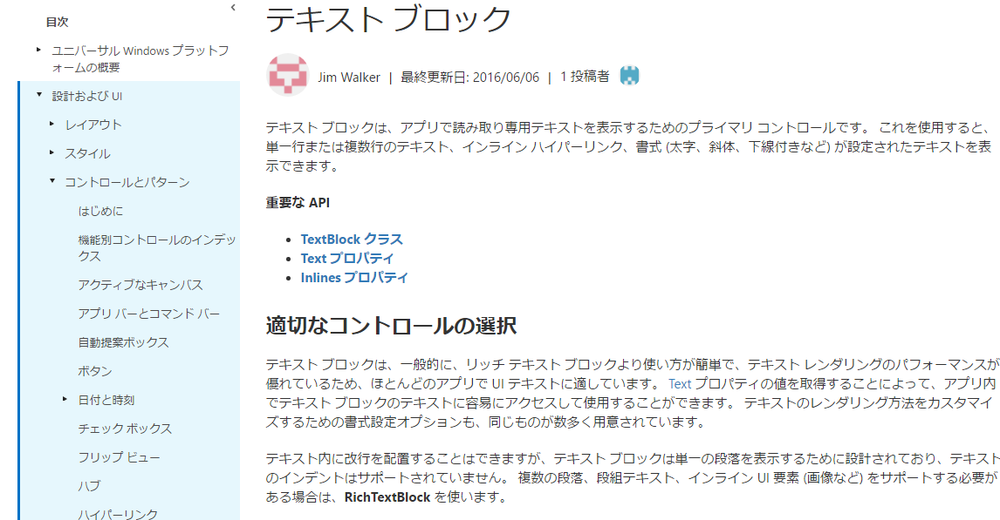 目次
ユニバーサル Windows プラットフ
ォームの概要
設計および UI
レイアウト
スタイル
コントロールとパターン
はじめに
機能別コントロールのインデッ
クス
アクティブなキャンバス
アプリ バーとコマンド バー
自動提案ボックス
ボタン
日付と時刻
チェック ボックス
フリップ ビュー
ハブ
ハイパーリンク
テキスト ブロック
Jim Walker | 最終更新日: 2016/06/06 | 1 投稿者
テキスト ブロックは、アプリで読み取り専用テキストを表示するためのプライマリ コントロールです。 これを使用すると、
単一行または複数行のテキスト、インライン ハイパーリンク、書式 (太字、斜体、下線付きなど) が設定されたテキストを表
示できます。
重要な API
TextBlock クラス
Text プロパティ
Inlines プロパティ
適切なコントロールの選択
テキスト ブロックは、一般的に、リッチ テキスト ブロックより使い方が簡単で、テキスト レンダリングのパフォーマンスが
優れているため、ほとんどのアプリで UI テキストに適しています。 Text プロパティの値を取得することによって、アプリ内
でテキスト ブロックのテキストに容易にアクセスして使用することができます。 テキストのレンダリング方法をカスタマイ
ズするための書式設定オプションも、同じものが数多く用意されています。
テキスト内に改行を配置することはできますが、テキスト ブロックは単一の段落を表示するために設計されており、テキスト
のインデントはサポートされていません。 複数の段落、段組テキスト、インライン UI 要素 (画像など) をサポートする必要が
ある場合は、RichTextBlock を使います。